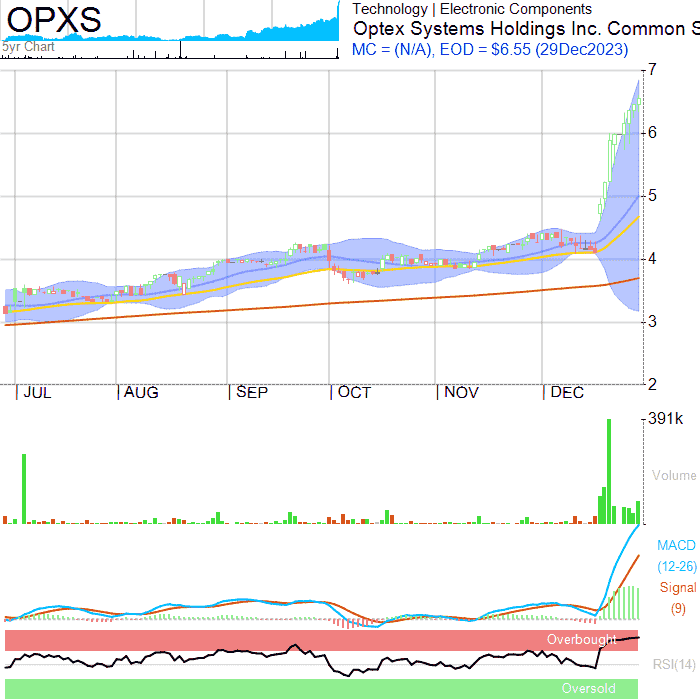 OPXS
5yr Chart
Technology | Electronic Components
Optex Systems Holdings Inc. Common S
MC = (N/A), EOD = $6.55 (29Dec2023)
7
6
5
4
3
2
JUL AUG SEP OCT NOV DEC
391k
Volume
MACD
(12-26)
Signal
(9)
Overbought
RSI(14)
Oversold